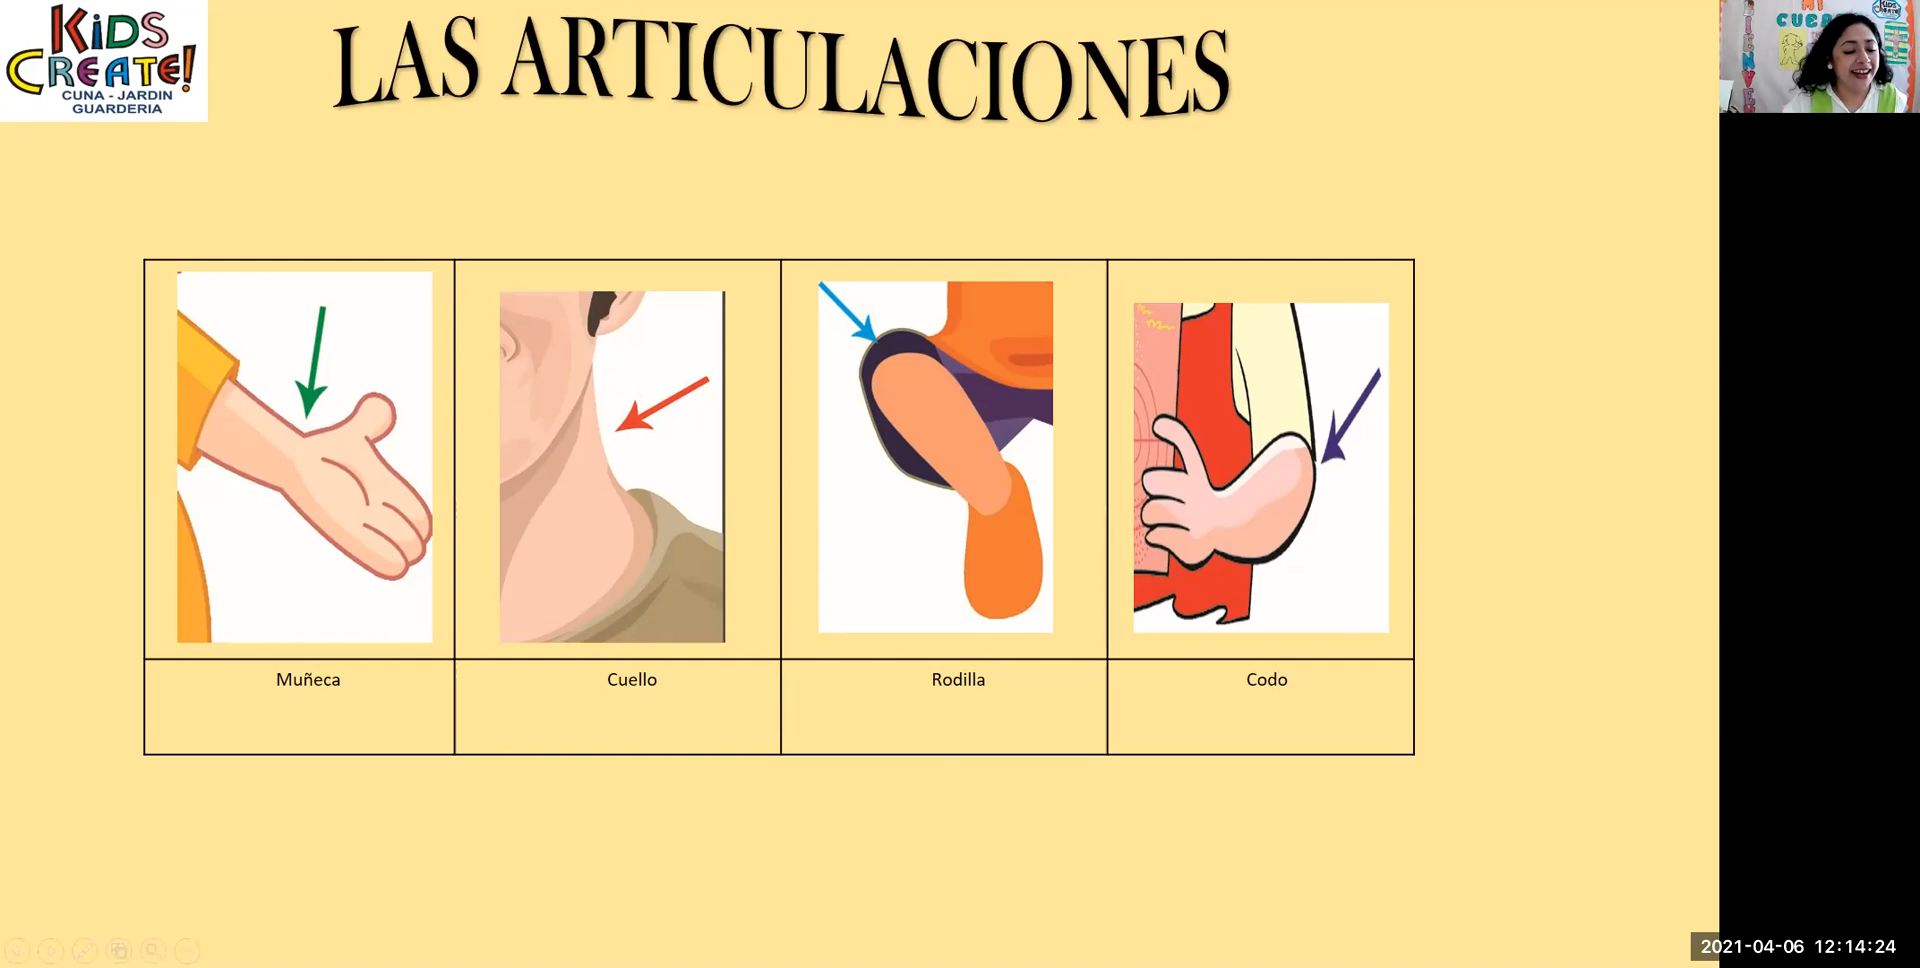 KiDS
CREATE!
CUNA - JARDIN
GUARDERIA
LAS ARTICULACIONES
Muñeca
Cuello
Rodilla
Codo
2021-04-06 12:14:24